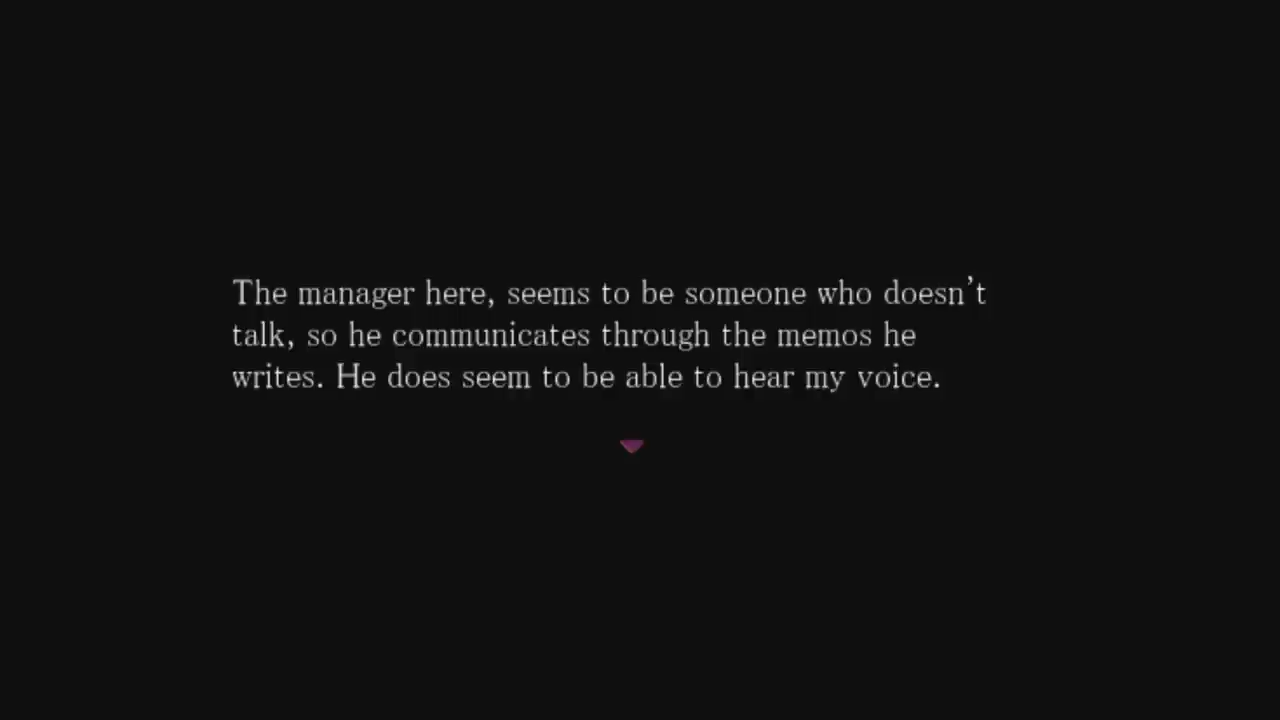 The manager here, seems to be someone who doesn't
talk, so he communicates through the memos he
writes. He does seem to be able to hear my voice.